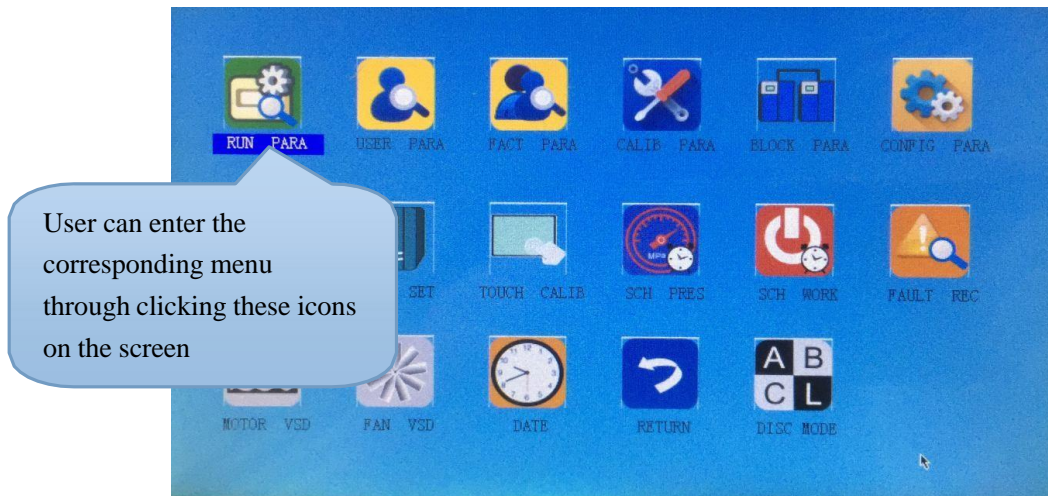 RUN PARA
USER PARA
FACT PARA
CALIB PARA
BLOCK PARA
CONFIG PARA
User can enter the
corresponding menu
through clicking these icons
on the screen
SET
TOUCH CALIB
MPa
SCH PRES
SCH WORK
FAULT REC
MOTOR VSD
FAN VSD
DATE
RETURN
A B
C L
DISC MODE